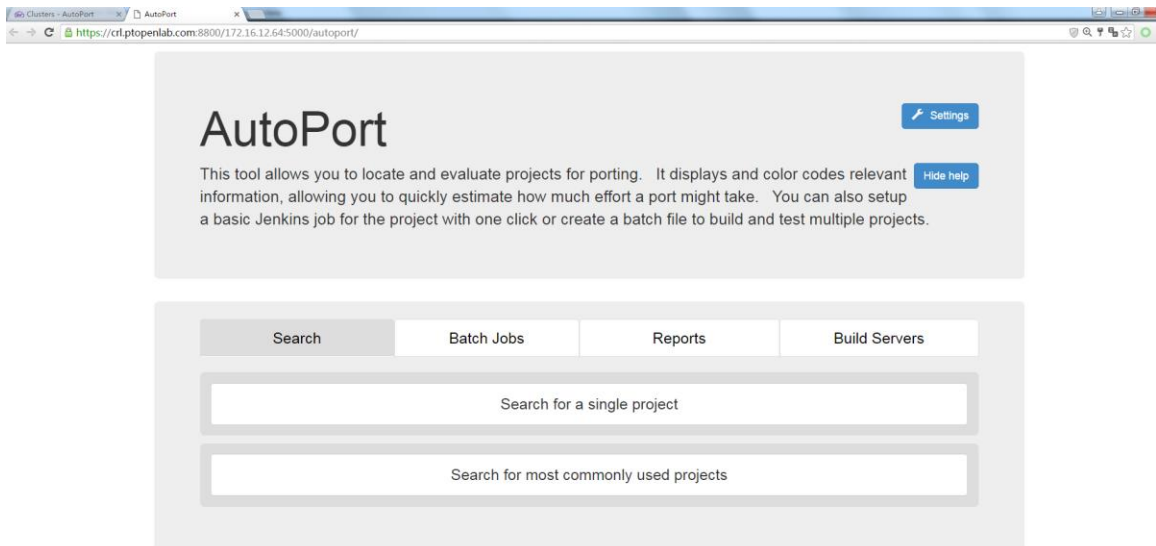 Clusters - AutoPort
AutoPort
https://crl.ptopenlab.com:8800/172.16.12.64:5000/autoport/
AutoPort
Settings
This tool allows you to locate and evaluate projects for porting. It displays and color codes relevant
Hide help
information, allowing you to quickly estimate how much effort a port might take. You can also setup
a basic Jenkins job for the project with one click or create a batch file to build and test multiple projects.
Search
Batch Jobs
Reports
Build Servers
Search for a single project
Search for most commonly used projects